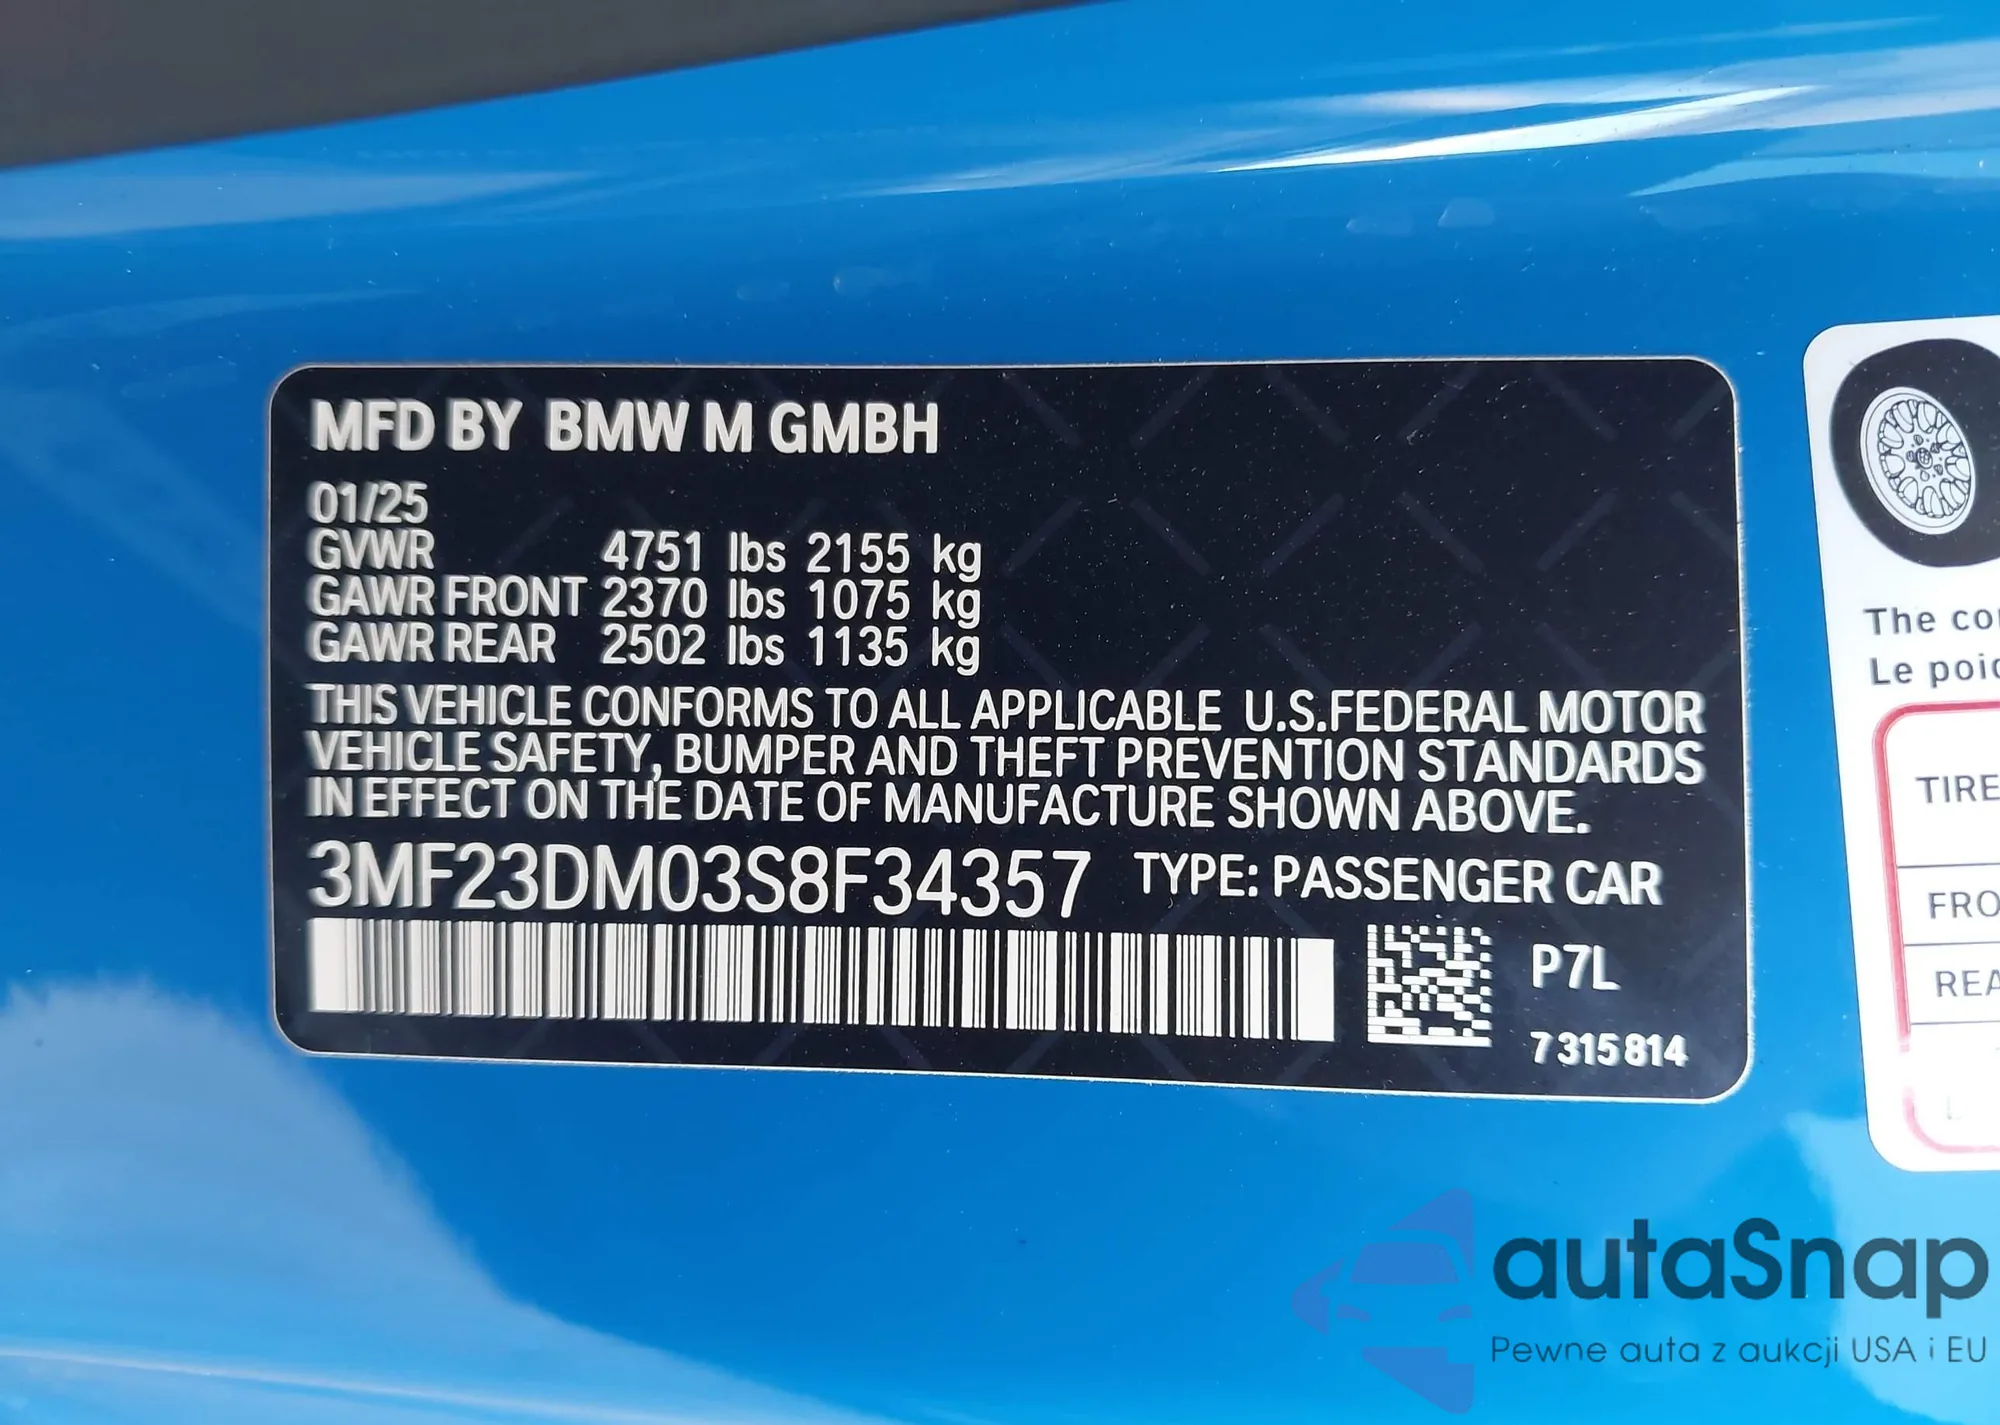 MFD BY BMW M GMBH
01/25
GVWR 4751 lbs 2155 kg
GAWR FRONT 2370 lbs 1075 kg
GAWR REAR 2502 lbs 1135 kg
THIS VEHICLE CONFORMS TO ALL APPLICABLE U.S.FEDERAL MOTOR
VEHICLE SAFETY, BUMPER AND THEFT PREVENTION STANDARDS
IN EFFECT ON THE DATE OF MANUFACTURE SHOWN ABOVE.
3MF23DM03S8F34357 TYPE: PASSENGER CAR
P7L
7315814
The
Le
TIRE
autaSnap
Pewne auta z aukcji USA i EU